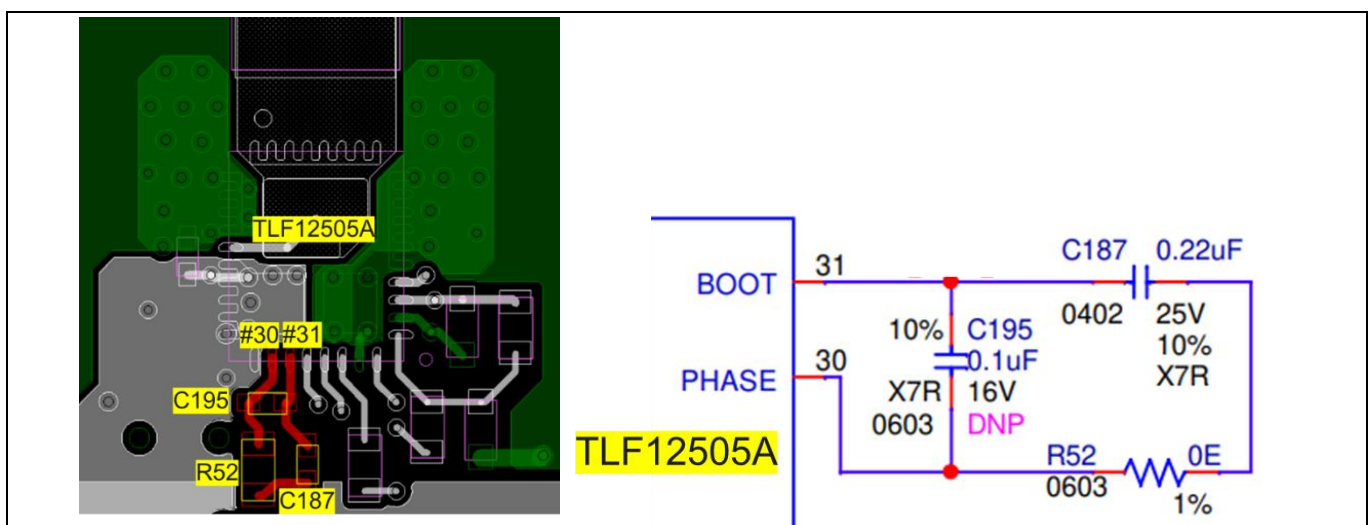 TLF12505A
#30 #31
C195
R52
C187
BOOT
31
C187 0.22uF
0402 25V
10%
X7R
10% C195
0.1uF
X7R 16V
0603 DNP
PHASE
30
TLF12505A
R52 0E
0603
1%